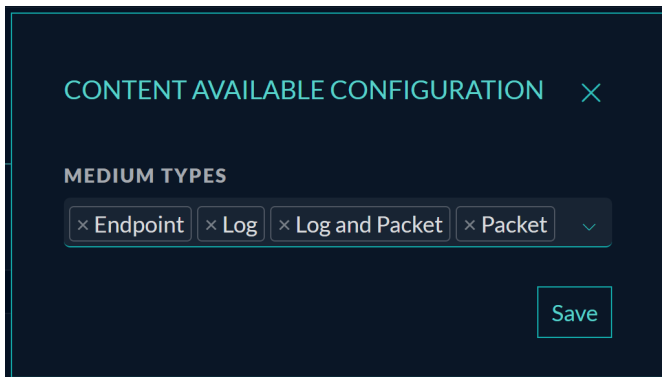 CONTENT AVAILABLE CONFIGURATION
MEDIUM TYPES
× Endpoint × Log × Log and Packet × Packet
Save